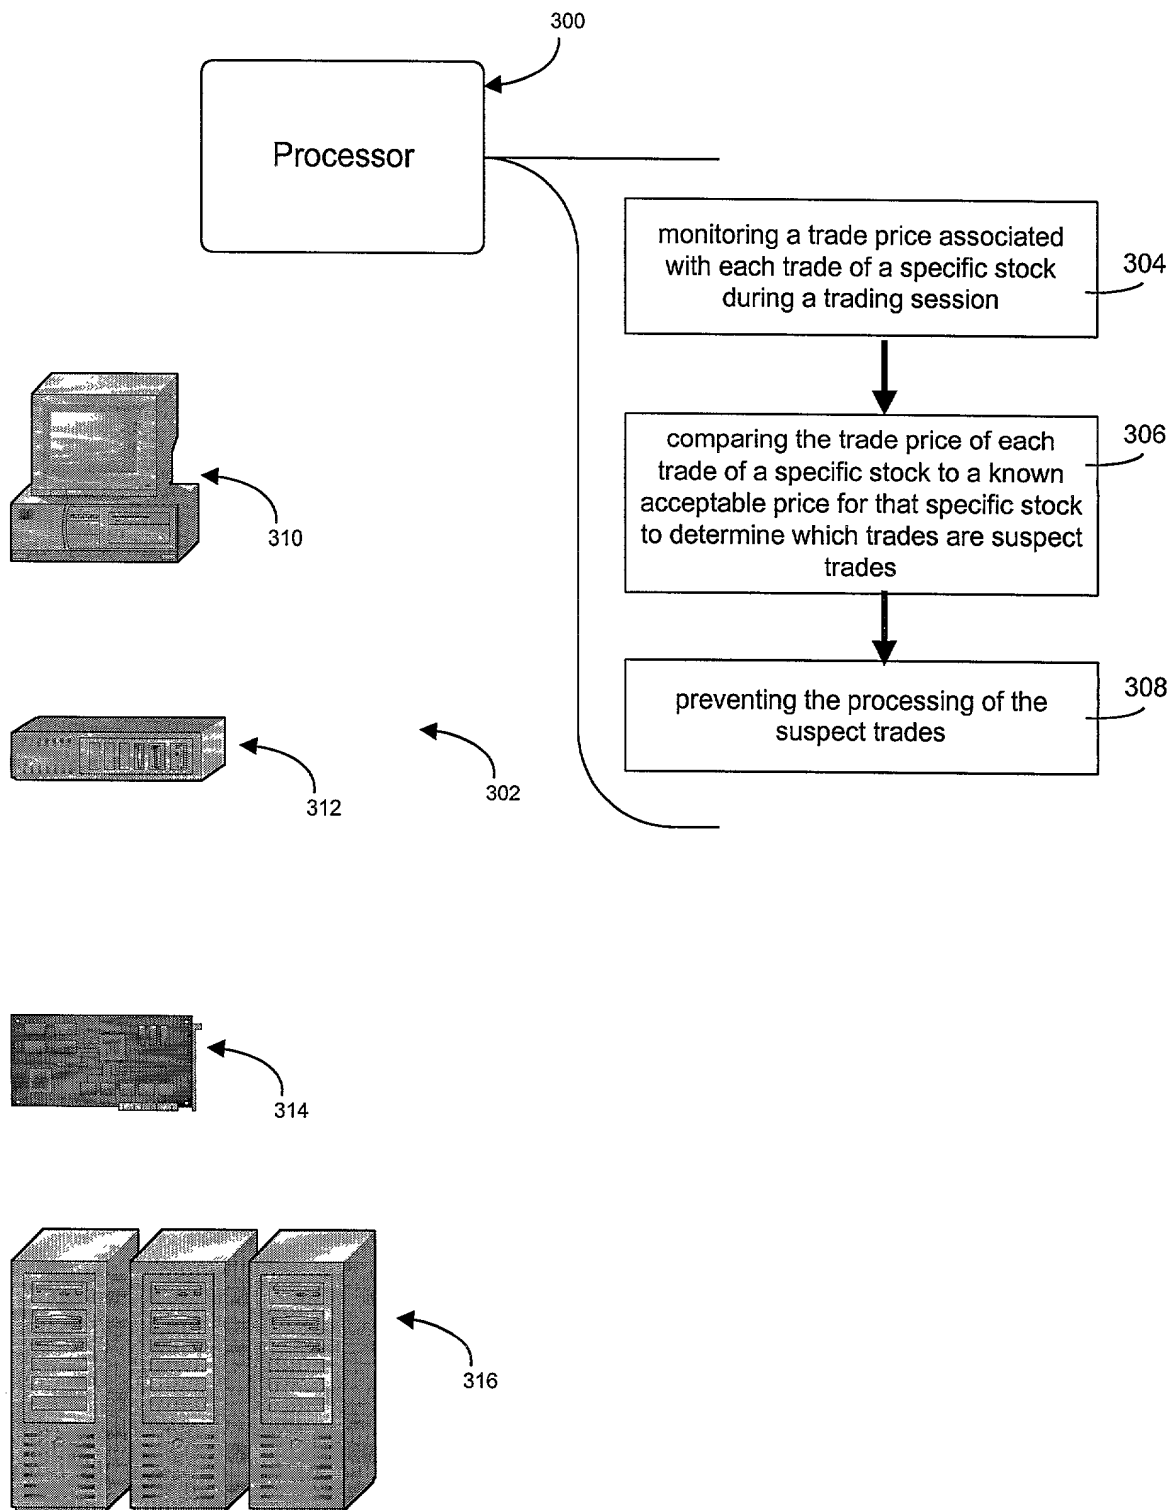 300
Processor
monitoring a trade price associated
with each trade of a specific stock
during a trading session
304
comparing the trade price of each
trade of a specific stock to a known
acceptable price for that specific stock
to determine which trades are suspect
trades
306
preventing the processing of the
suspect trades
308
310
312
302
314
316